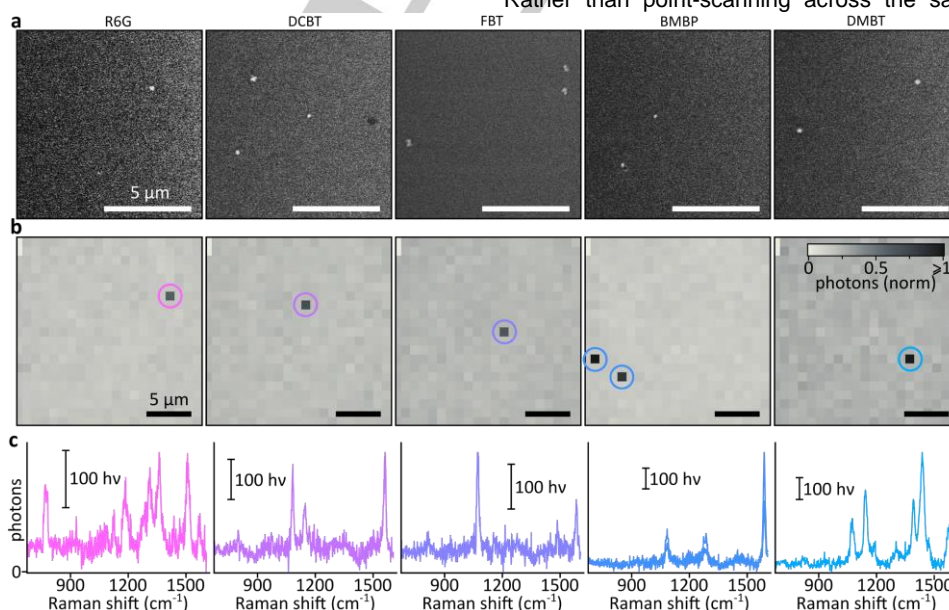 Rather than point-scanning across the sa
a
R6G DCBT FBT BMBP DMBT
5 µm
b
0 0.5 ⩾1
photons (norm)
5 µm
c
100 hν 100 hν 100 hν 100 hν 100 hν
photons
0
900 1200 1500 900 1200 1500 900 1200 1500 900 1200 1500 900 1200 1500
Raman shift (cm⁻¹) Raman shift (cm⁻¹) Raman shift (cm⁻¹) Raman shift (cm⁻¹) Raman shift (cm⁻¹)